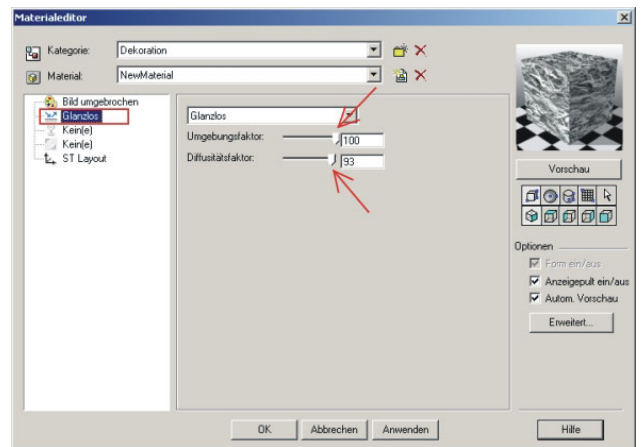 Materialeditor
Kategorie: Dekoration
Material: NewMaterial
Bild umgebrochen
Glanzlos
Kein(e)
Kein(e)
ST Layout
Glanzlos
Umgebungsfaktor: 100
Diffusitätsfaktor: 93
Vorschau
Optionen
Form ein/aus
Anzeigepult ein/aus
Autom. Vorschau
Erweitert...
OK Abbrechen Anwenden Hilfe